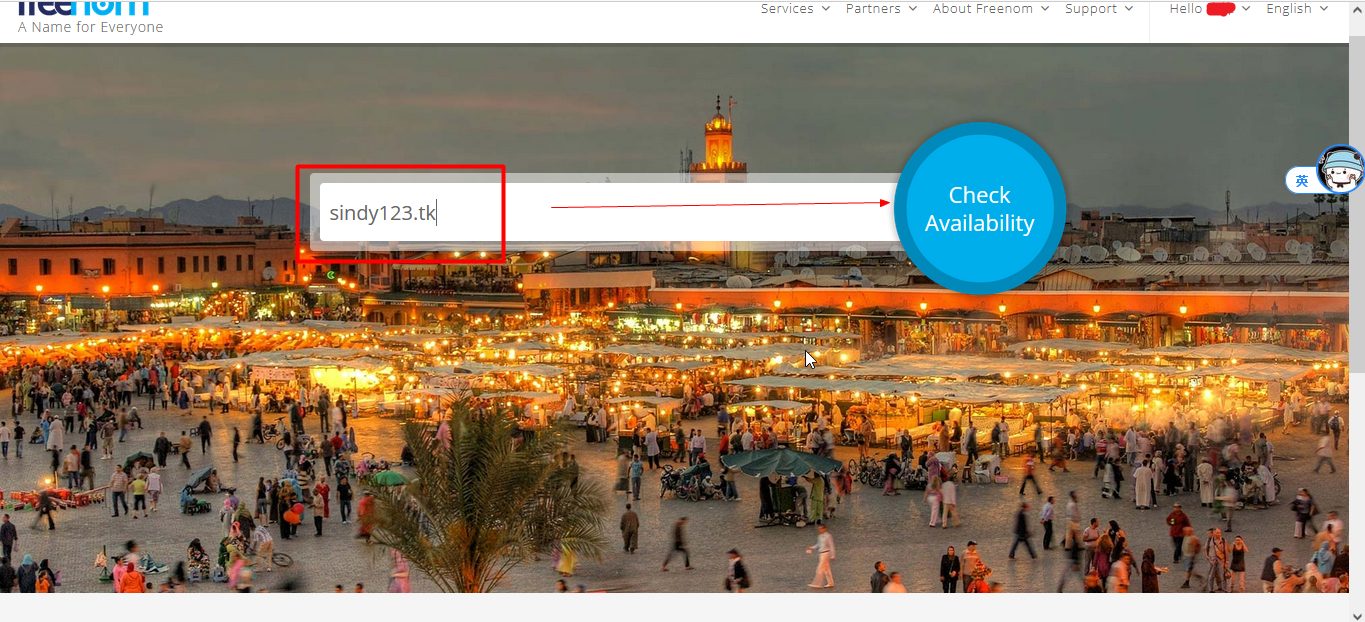 freenom
A Name for Everyone
Services
Partners
About Freenom
Support
Hello
English
sindy123.tk
Check
Availability
英